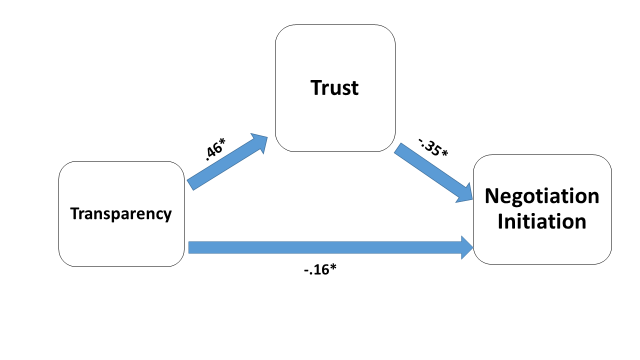 Trust
.46*
-.35*
Transparency
Negotiation
Initiation
-.16*